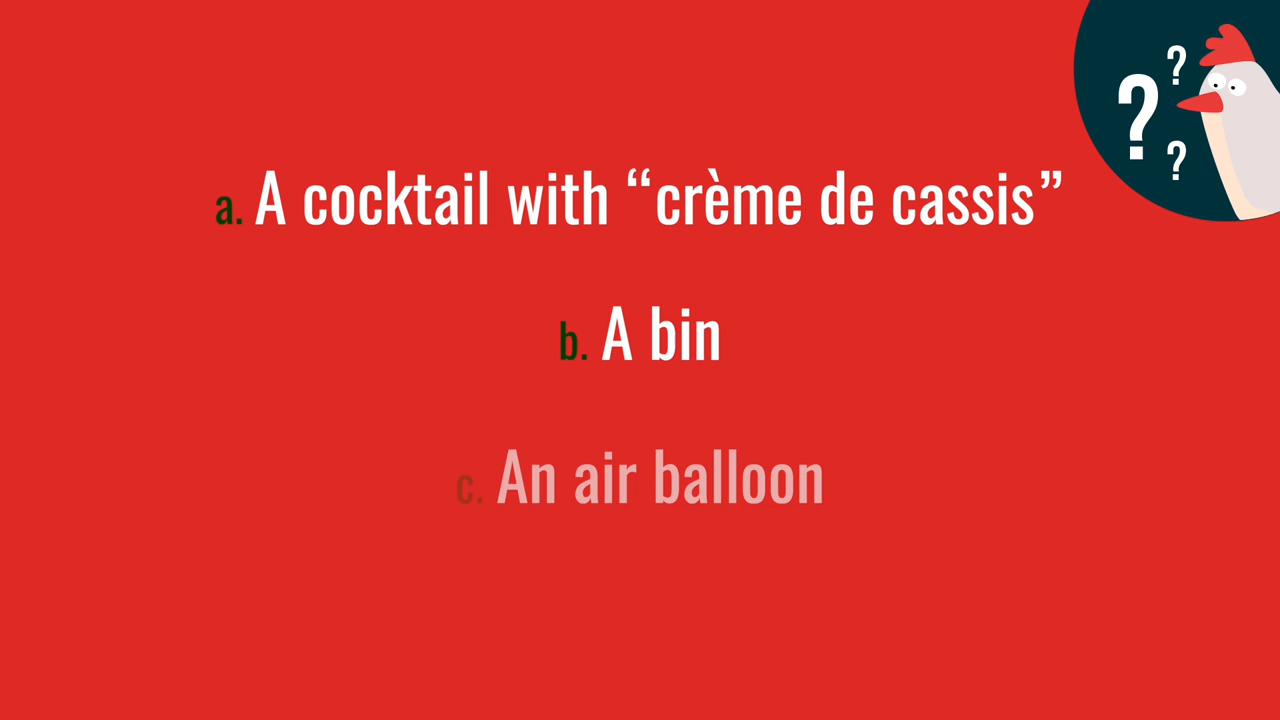 ? ?
?
a. A cocktail with “crème de cassis”
b. A bin
c. An air balloon